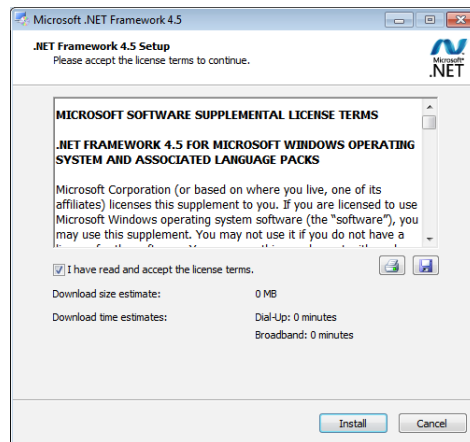 Microsoft .NET Framework 4.5
.NET Framework 4.5 Setup
Please accept the license terms to continue.
Microsoft®
.NET
MICROSOFT SOFTWARE SUPPLEMENTAL LICENSE TERMS
.NET FRAMEWORK 4.5 FOR MICROSOFT WINDOWS OPERATING
SYSTEM AND ASSOCIATED LANGUAGE PACKS
Microsoft Corporation (or based on where you live, one of its
affiliates) licenses this supplement to you. If you are licensed to use
Microsoft Windows operating system software (the “software”), you
may use this supplement. You may not use it if you do not have a
I have read and accept the license terms.
Download size estimate: 0 MB
Download time estimates: Dial-Up: 0 minutes
Broadband: 0 minutes
Install Cancel